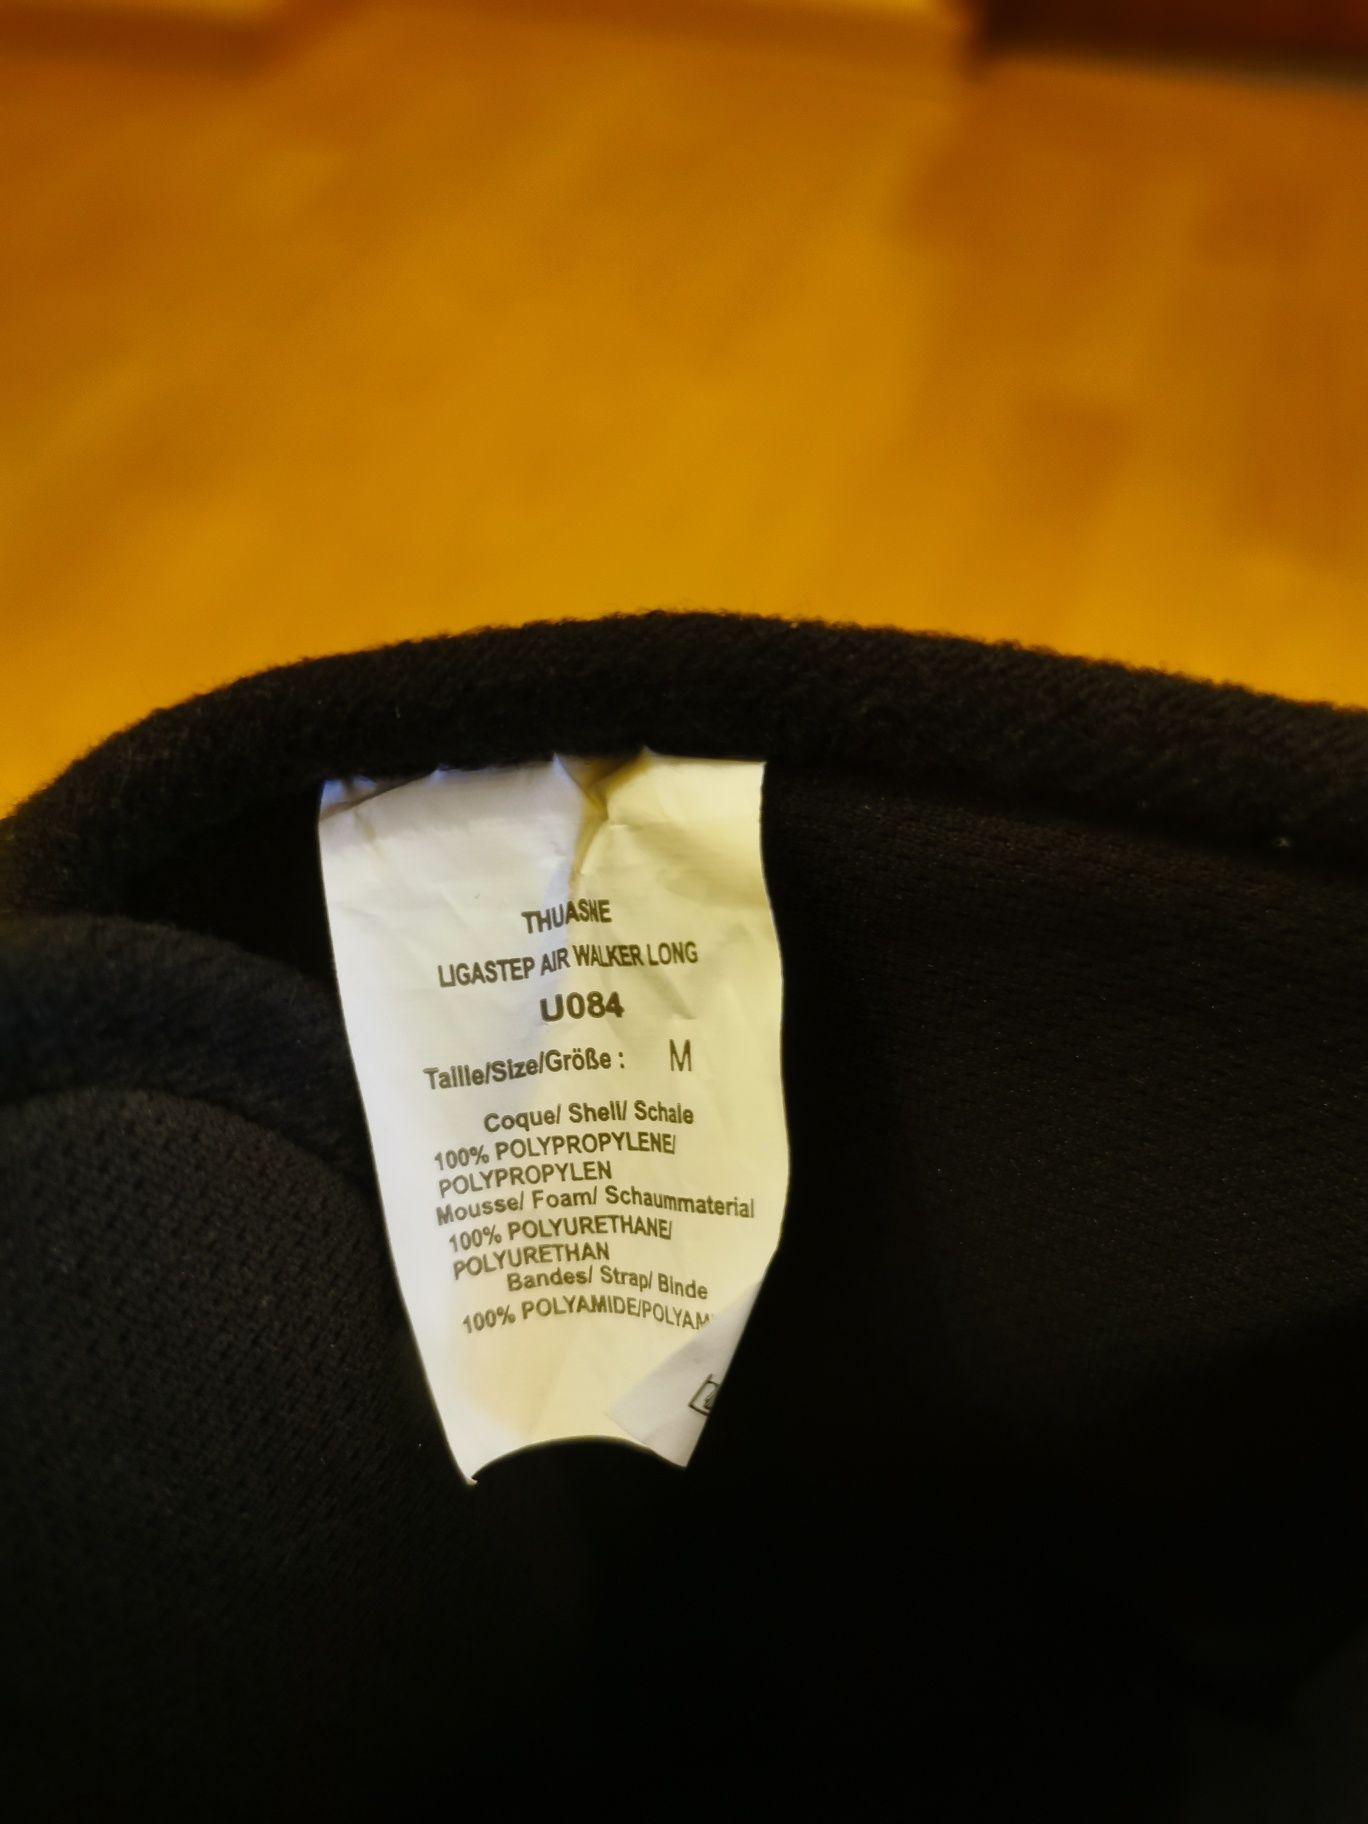 THUASNE
LIGASTEP AIR WALKER LONG
U084
Taille/Size/Größe : M
Coque/ Shell/ Schale
100% POLYPROPYLENE/
POLYPROPYLEN
Mousse/ Foam/ Schaummaterial
100% POLYURETHANE/
POLYURETHAN
Bandes/ Strap/ Binde
100% POLYAMIDE/POLYAM